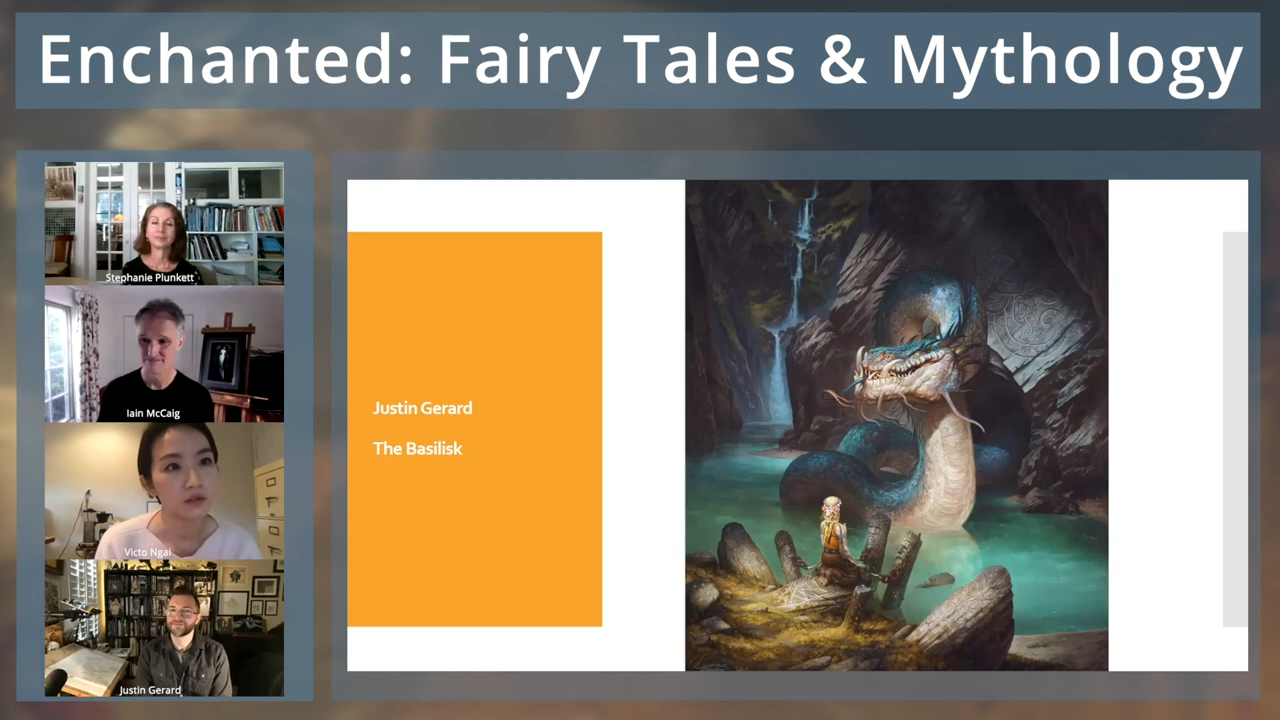 Enchanted: Fairy Tales & Mythology
Stephanie Plunkett
Iain McCaig
Victo Ngai
Justin Gerard
Justin Gerard
The Basilisk